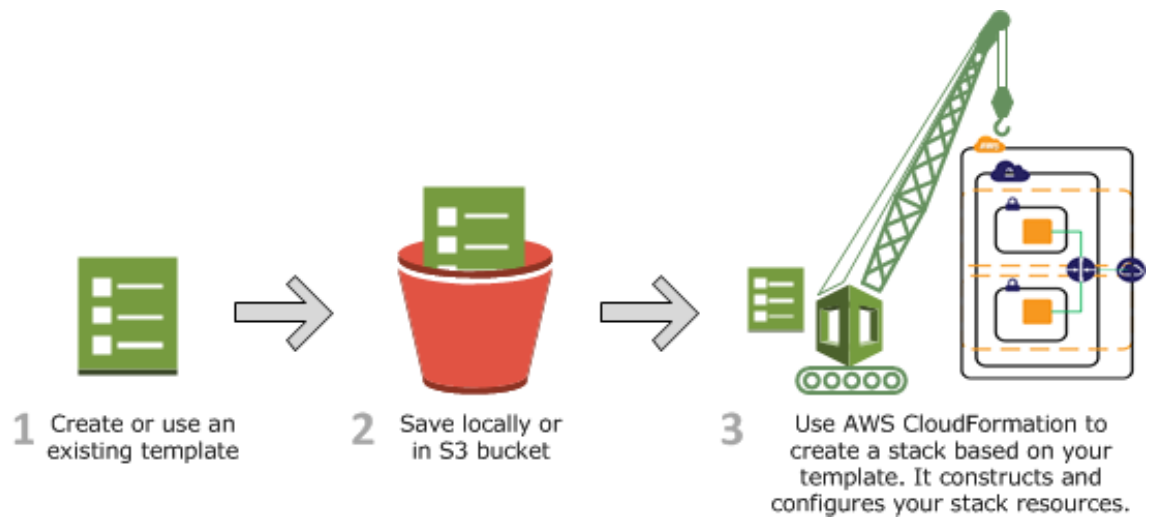 AWS
1 Create or use an
existing template
2 Save locally or
in S3 bucket
3 Use AWS CloudFormation to
create a stack based on your
template. It constructs and
configures your stack resources.